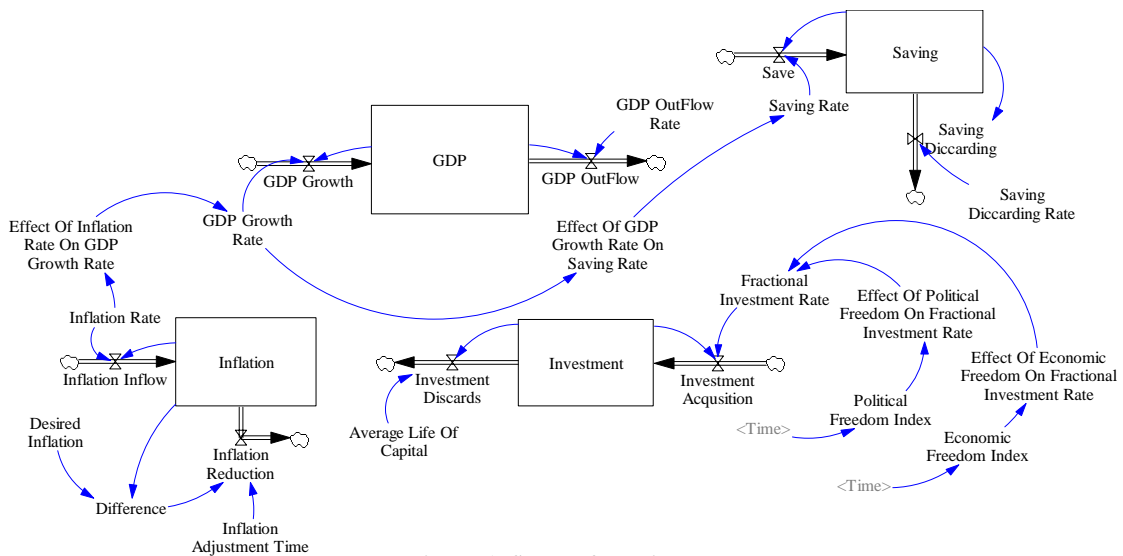 Saving
Save
Saving Rate
Saving
Diccarding
Saving
Diccarding Rate
GDP OutFlow
Rate
GDP
GDP Growth
GDP OutFlow
Effect Of Inflation
Rate On GDP
Growth Rate
GDP Growth
Rate
Effect Of GDP
Growth Rate On
Saving Rate
Fractional
Investment Rate
Effect Of Political
Freedom On Fractional
Investment Rate
Inflation Rate
Inflation
Inflation Inflow
Investment
Investment
Discards
Investment
Acqusition
Effect Of Economic
Freedom On Fractional
Investment Rate
Desired
Inflation
Average Life Of
Capital
<Time>
Political
Freedom Index
Economic
Freedom Index
Inflation
Reduction
Difference
<Time>
Inflation
Adjustment Time